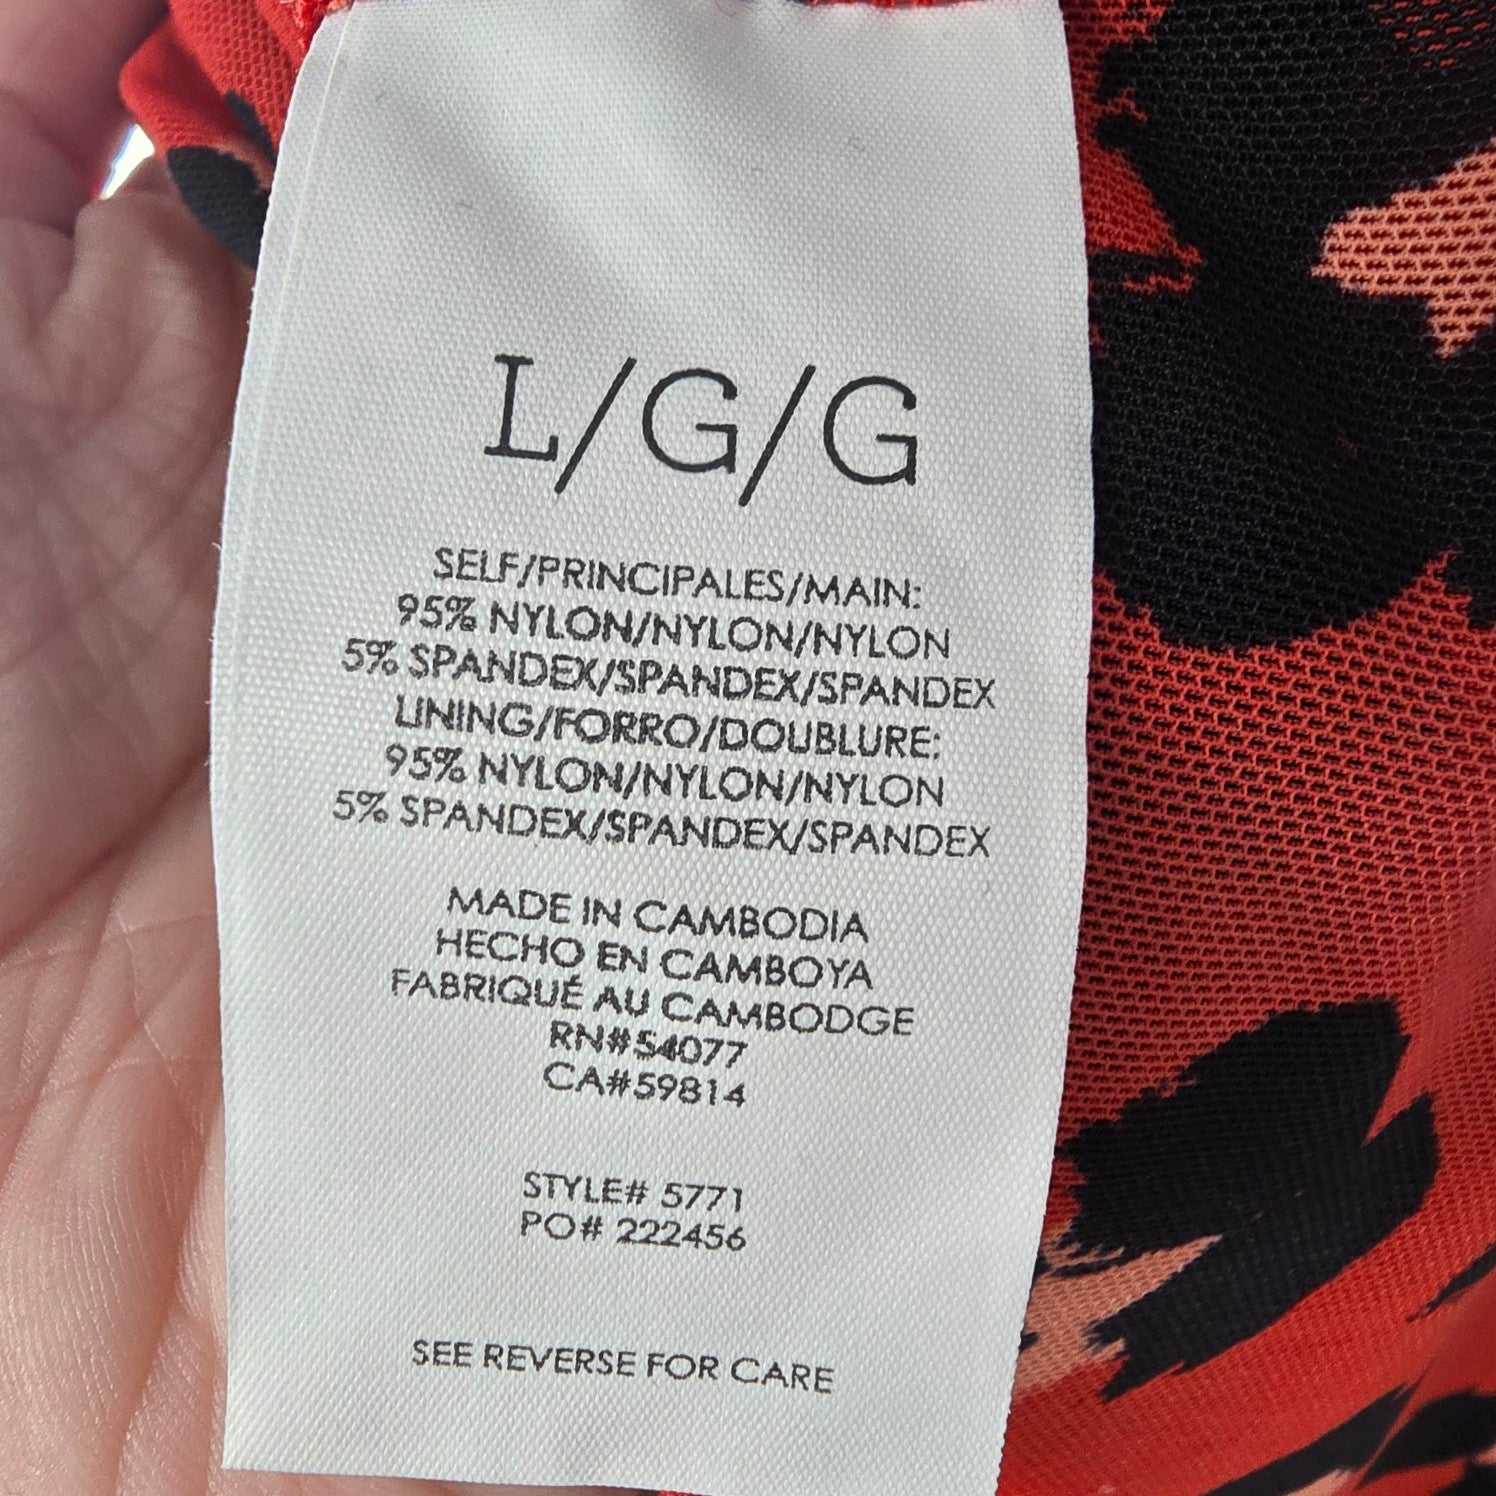 L/G/G
SELF/PRINCIPALES/MAIN:
95% NYLON/NYLON/NYLON
5% SPANDEX/SPANDEX/SPANDEX
LINING/FORRO/DOUBLURE:
95% NYLON/NYLON/NYLON
5% SPANDEX/SPANDEX/SPANDEX
MADE IN CAMBODIA
HECHO EN CAMBOYA
FABRIQUÉ AU CAMBODGE
RN#54077
CA#59814
STYLE# 5771
PO# 222456
SEE REVERSE FOR CARE